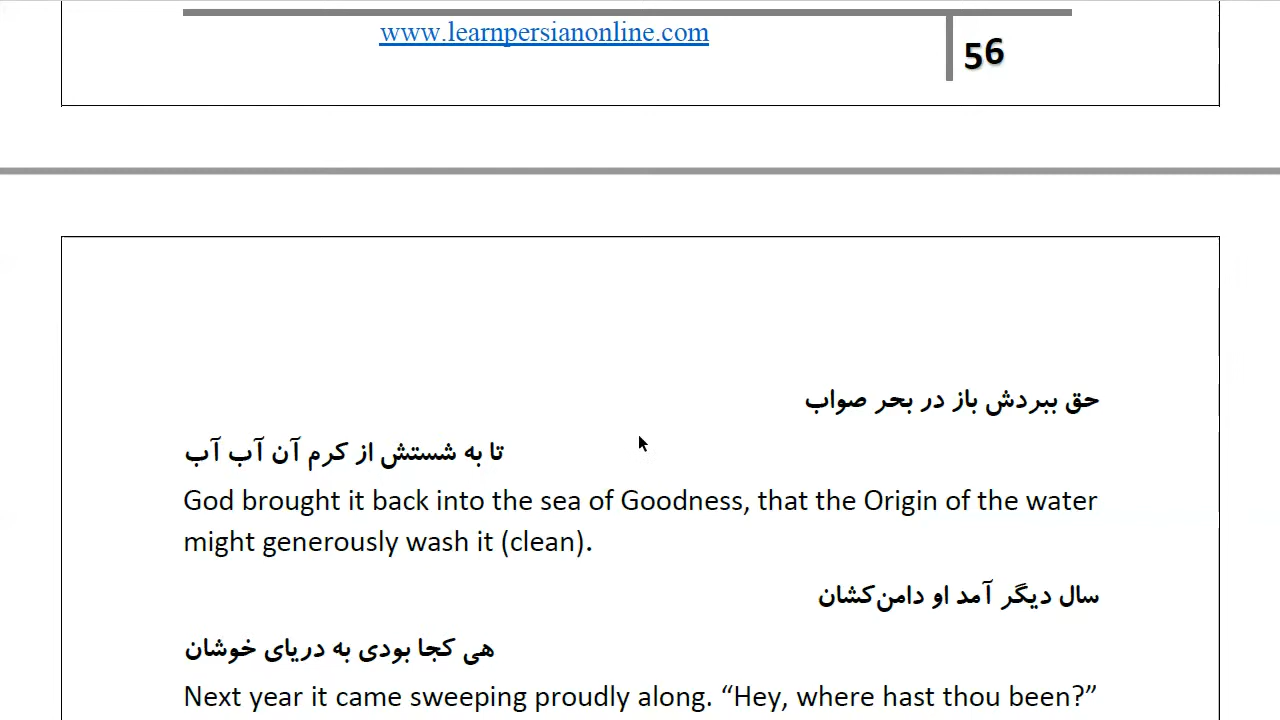 www.learnpersianonline.com
56
حق ببردش باز در بحر صواب
تا به شستش از کرم آن آب آب
God brought it back into the sea of Goodness, that the Origin of the water
might generously wash it (clean).
سال دیگر آمد او دامن‌کشان
هی کجا بودی به دریای خوشان
Next year it came sweeping proudly along. “Hey, where hast thou been?”